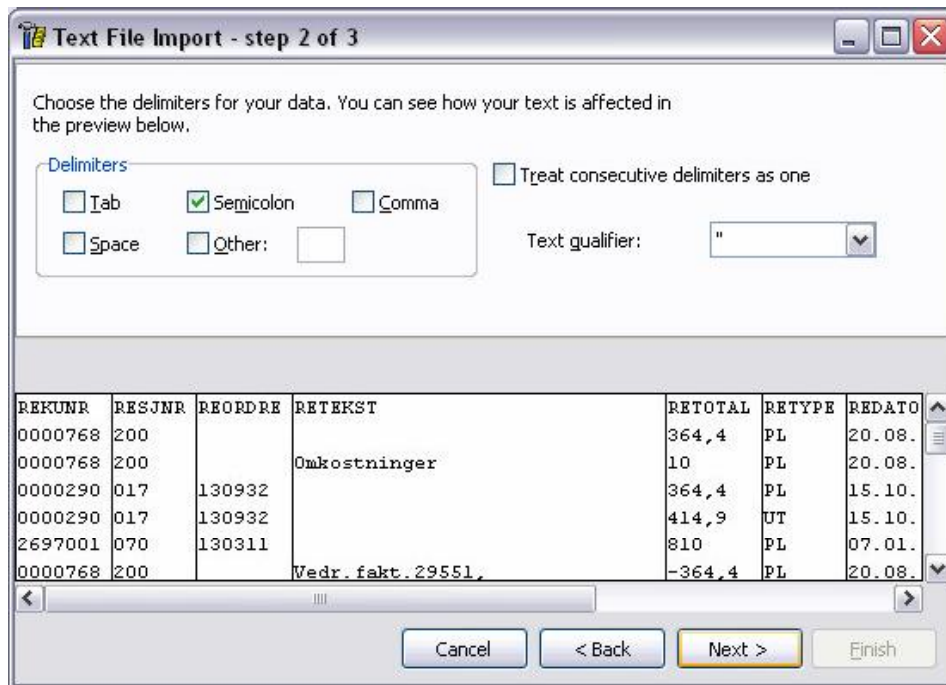 Text File Import - step 2 of 3
Choose the delimiters for your data. You can see how your text is affected in
the preview below.
Delimiters
Tab
Semicolon
Comma
Space
Other:
Treat consecutive delimiters as one
Text qualifier:
"
REKUNR RESJNR REORDRE RETEKST RETOTAL RETYPE REDATO
0000768 200 364,4 PL 20.08.
0000768 200 Omkostninger 10 PL 20.08.
0000290 017 130932 364,4 PL 15.10.
0000290 017 130932 414,9 UT 15.10.
2697001 070 130311 810 PL 07.01.
0000768 200 Vedr.fakt.29551, -364,4 PL 20.08.
Cancel
< Back
Next >
Finish